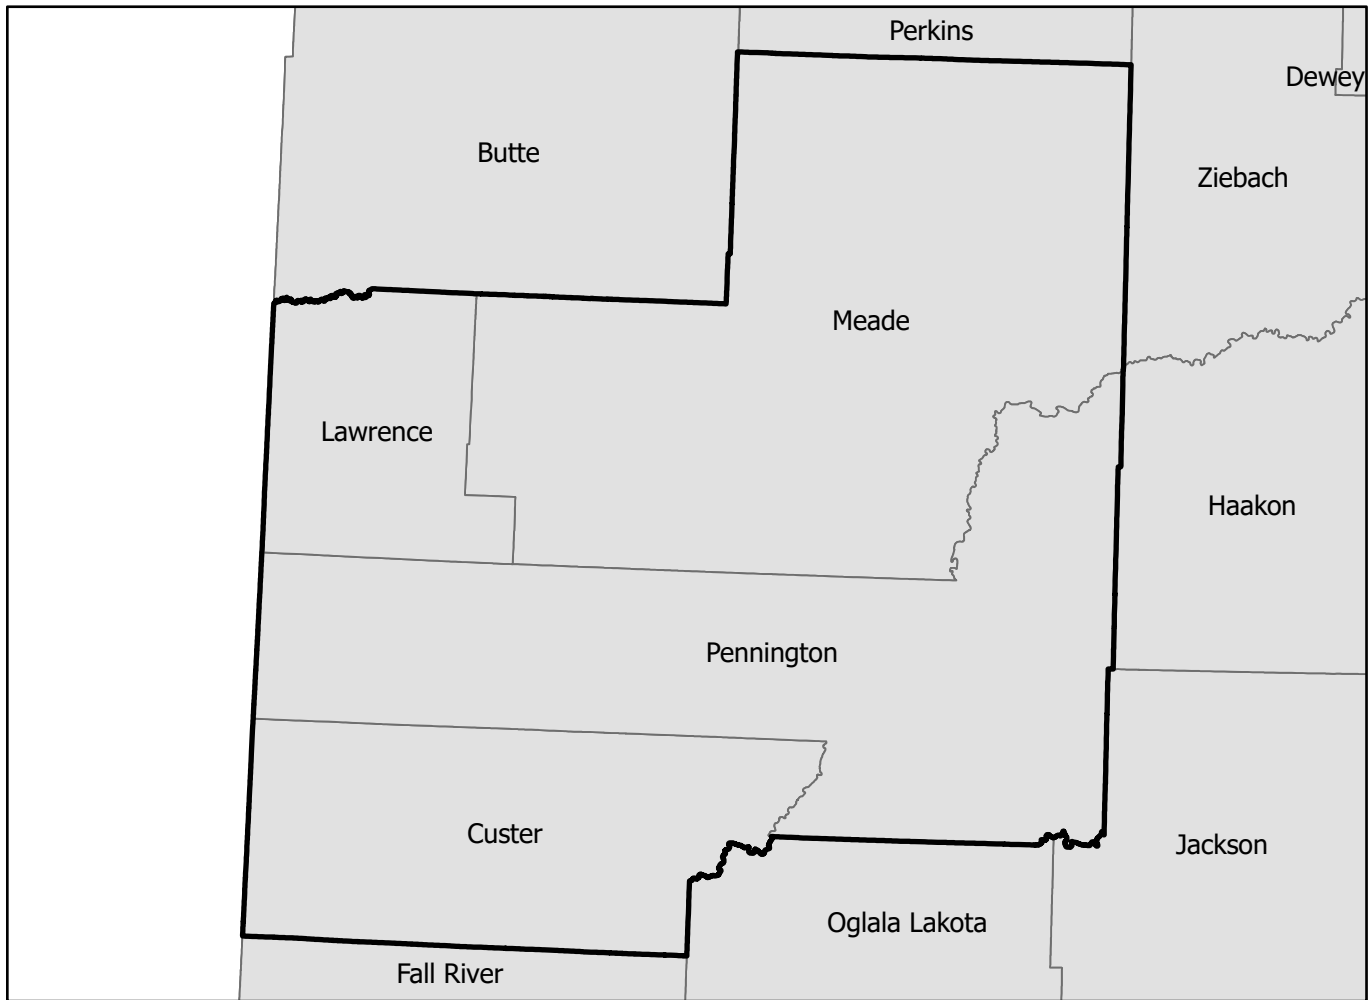 Perkins
Dewey
Butte
Ziebach
Meade
Lawrence
Haakon
Pennington
Custer
Jackson
Oglala Lakota
Fall River